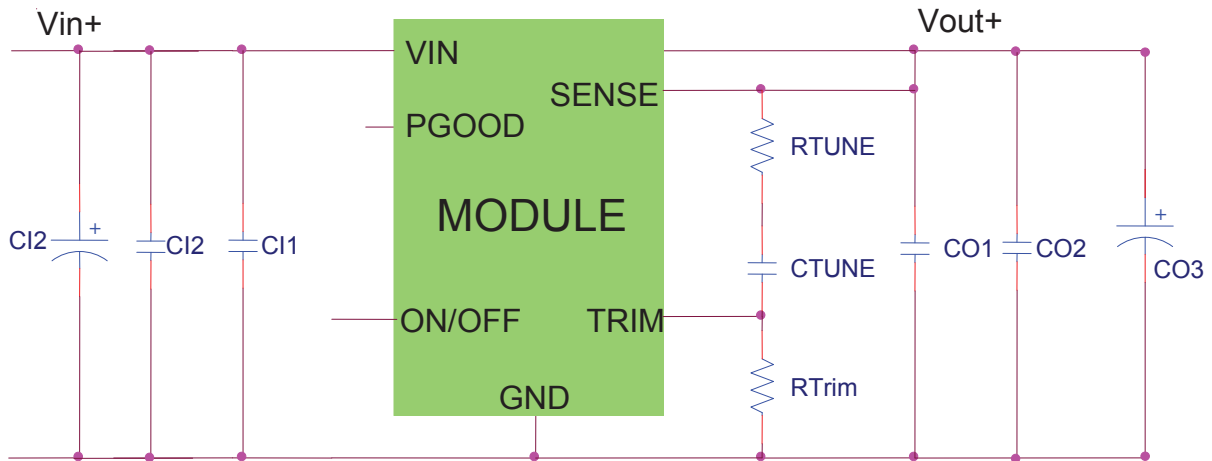 Vin+
Vout+
VIN
SENSE
PGOOD
RTUNE
MODULE
+
CI2
CI2
CI1
CTUNE
CO1
CO2
+
CO3
ON/OFF
TRIM
RTrim
GND